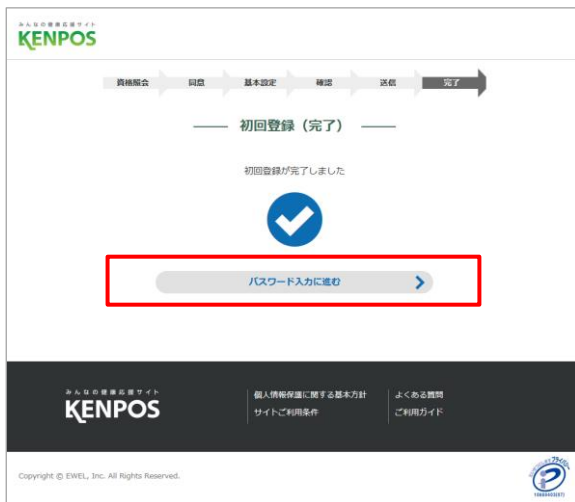 みんなの健康応援サイト
KENPOS
資格照会 同意 基本設定 確認 送信 完了
初回登録（完了）
初回登録が完了しました
パスワード入力に進む
みんなの健康応援サイト
KENPOS
個人情報保護に関する基本方針 よくある質問
サイトご利用条件 ご利用ガイド
Copyright © EWEL, Inc. All Rights Reserved.